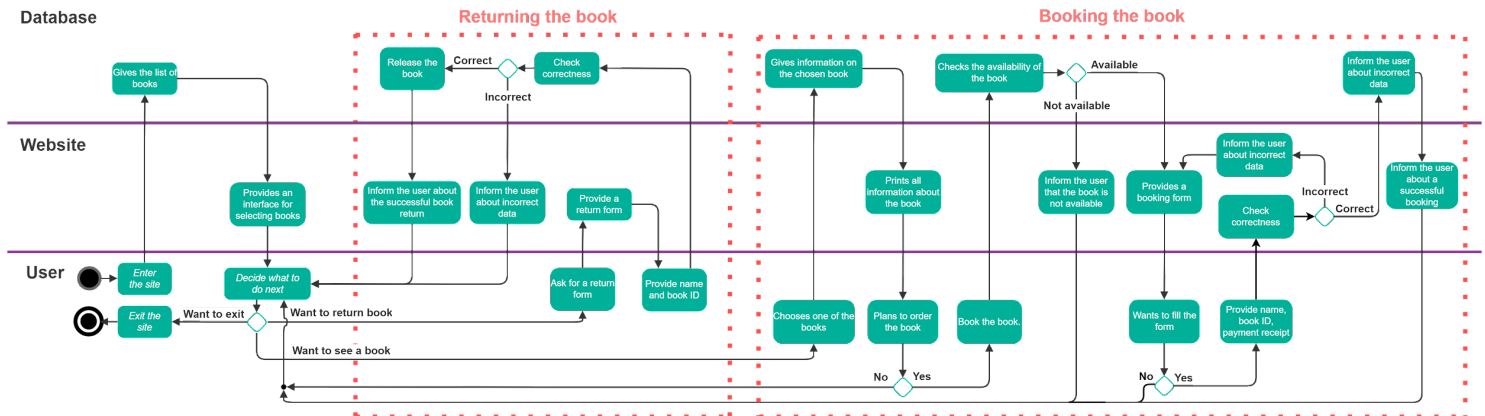 Database
Returning the book
Booking the book
Gives the list of
books
Release the
book
Correct
Incorrect
Check
correctness
Gives information on
the chosen book
Checks the availability of
the book
Available
Not available
Inform the user
about incorrect
data
Website
Provides an
interface for
selecting books
Inform the user about
the successful book
return
Inform the user
about incorrect
data
Provide a
return form
Prints all
information about
the book
Inform the user
that the book is
not available
Provides a
booking form
Inform the user
about incorrect
data
Check
correctness
Incorrect
Correct
Inform the user
about a
successful
booking
User
Enter
the site
Decide what to
do next
Ask for a return
form
Provide name
and book ID
Exit the
site
Want to exit
Want to return book
Want to see a book
Chooses one of the
books
Plans to order
the book
Book the book.
Wants to fill the
form
Provide name,
book ID,
payment receipt
No
Yes
No
Yes